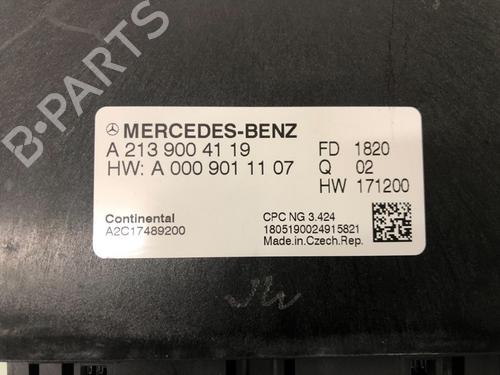 MERCEDES-BENZ
A 213 900 41 19 FD 1820
HW: A 000 901 11 07 Q 02
HW 171200
Continental CPC NG 3.424
A2C17489200 1805190024915821
Made.in.Czech.Rep.
B-PARTS